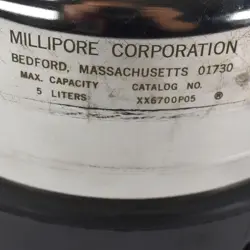 MILLIPORE CORPORATION
BEDFORD, MASSACHUSETTS 01730
MAX. CAPACITY CATALOG NO.
5 LITERS XX6700P05 ®